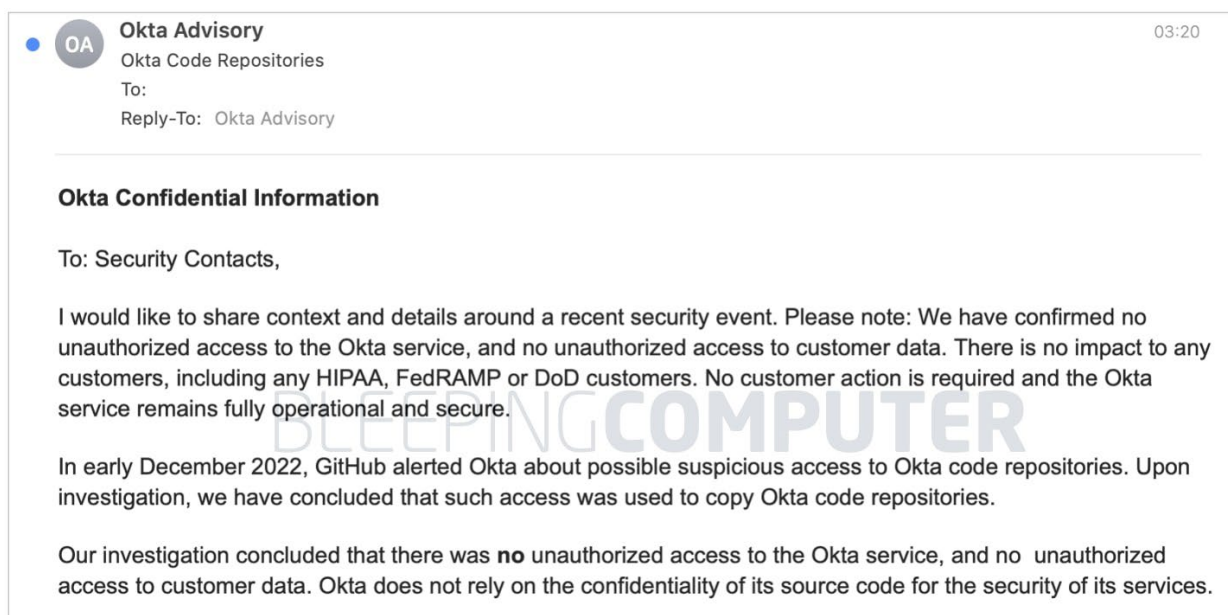 Okta Advisory
03:20
OA
Okta Code Repositories
To:
Reply-To: Okta Advisory
Okta Confidential Information
To: Security Contacts,
I would like to share context and details around a recent security event. Please note: We have confirmed no
unauthorized access to the Okta service, and no unauthorized access to customer data. There is no impact to any
customers, including any HIPAA, FedRAMP or DoD customers. No customer action is required and the Okta
service remains fully operational and secure.
BLEEPINGCOMPUTER
In early December 2022, GitHub alerted Okta about possible suspicious access to Okta code repositories. Upon
investigation, we have concluded that such access was used to copy Okta code repositories.
Our investigation concluded that there was no unauthorized access to the Okta service, and no  unauthorized
access to customer data. Okta does not rely on the confidentiality of its source code for the security of its services.